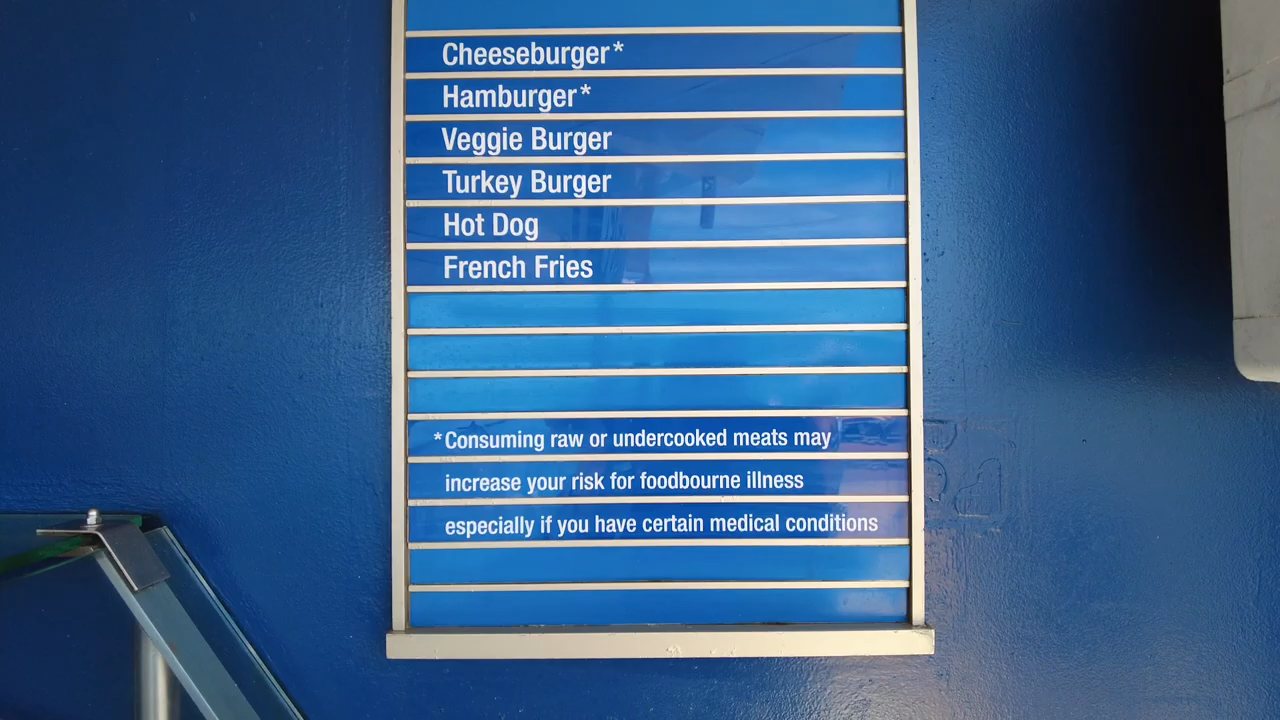 Cheeseburger*
Hamburger*
Veggie Burger
Turkey Burger
Hot Dog
French Fries
*Consuming raw or undercooked meats may
increase your risk for foodbourne illness
especially if you have certain medical conditions